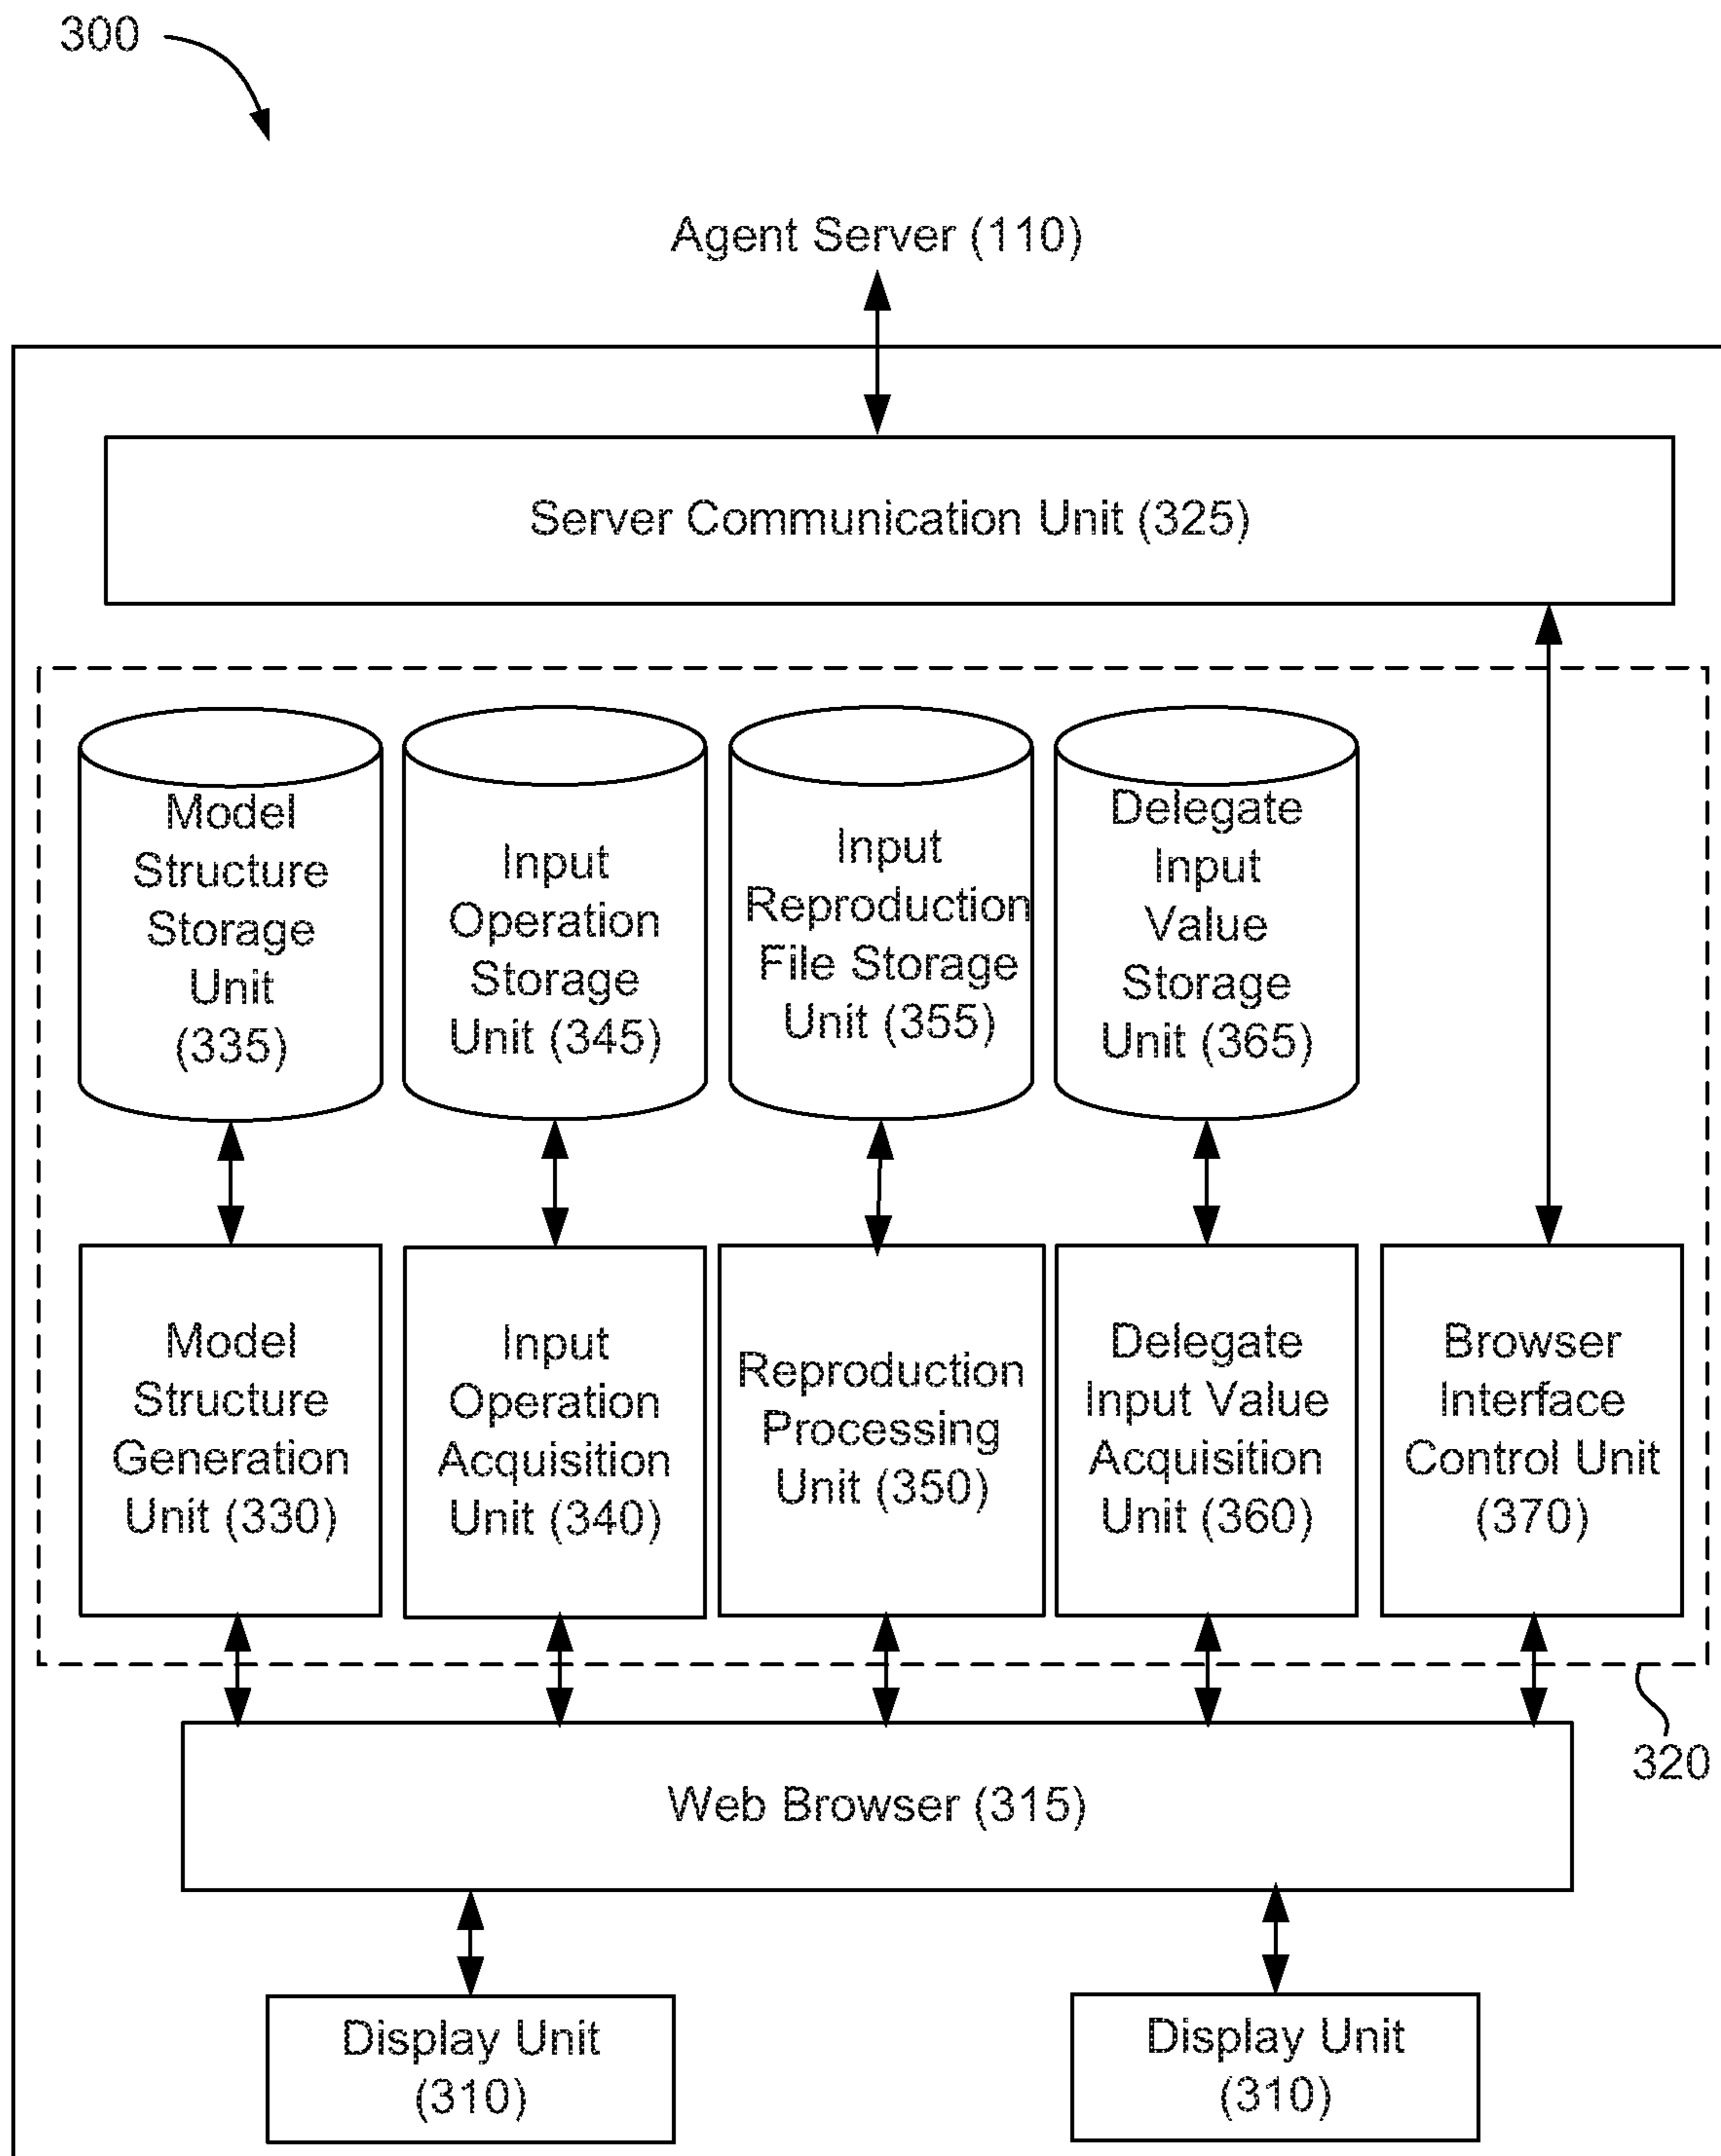 300
Agent Server (110)
Server Communication Unit (325)
Model
Structure
Storage
Unit
(335)
Input
Operation
Storage
Unit (345)
Input
Reproduction
File Storage
Unit (355)
Delegate
Input
Value
Storage
Unit (365)
Model
Structure
Generation
Unit (330)
Input
Operation
Acquisition
Unit (340)
Reproduction
Processing
Unit (350)
Delegate
Input Value
Acquisition
Unit (360)
Browser
Interface
Control Unit
(370)
320
Web Browser (315)
Display Unit
(310)
Display Unit
(310)